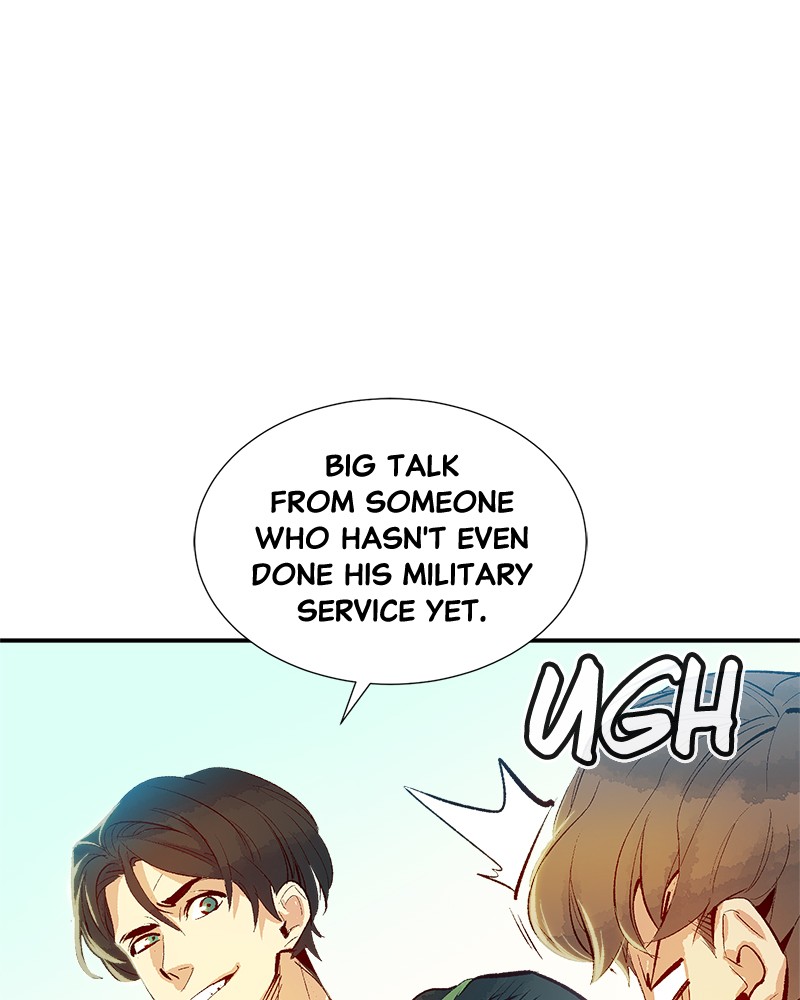 BIG TALK
FROM SOMEONE
WHO HASN'T EVEN
DONE HIS MILITARY
SERVICE YET.
UGH